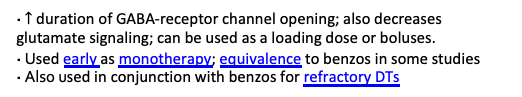 · ↑ duration of GABA-receptor channel opening; also decreases
glutamate signaling; can be used as a loading dose or boluses.
· Used early as monotherapy; equivalence to benzos in some studies
· Also used in conjunction with benzos for refractory DTs